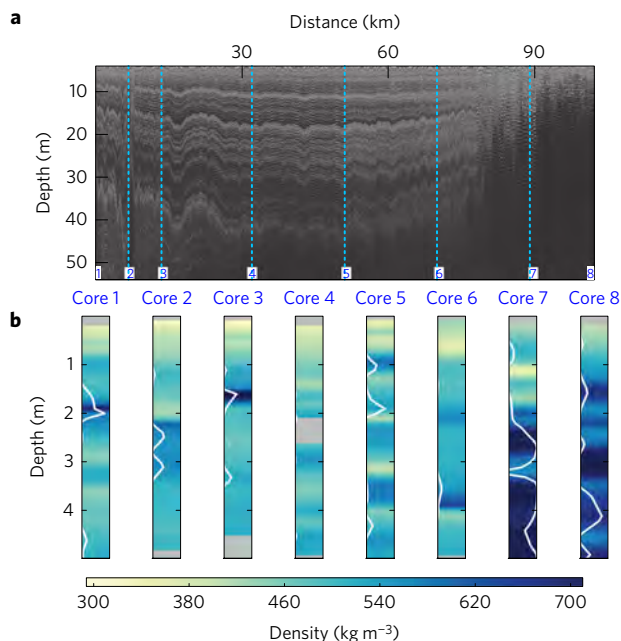 a
Distance (km)
30 60 90
Depth (m)
10
20
30
40
50
1 2 3 4 5 6 7 8
Core 1 Core 2 Core 3 Core 4 Core 5 Core 6 Core 7 Core 8
b
Depth (m)
1
2
3
4
300 380 460 540 620 700
Density (kg m⁻³)